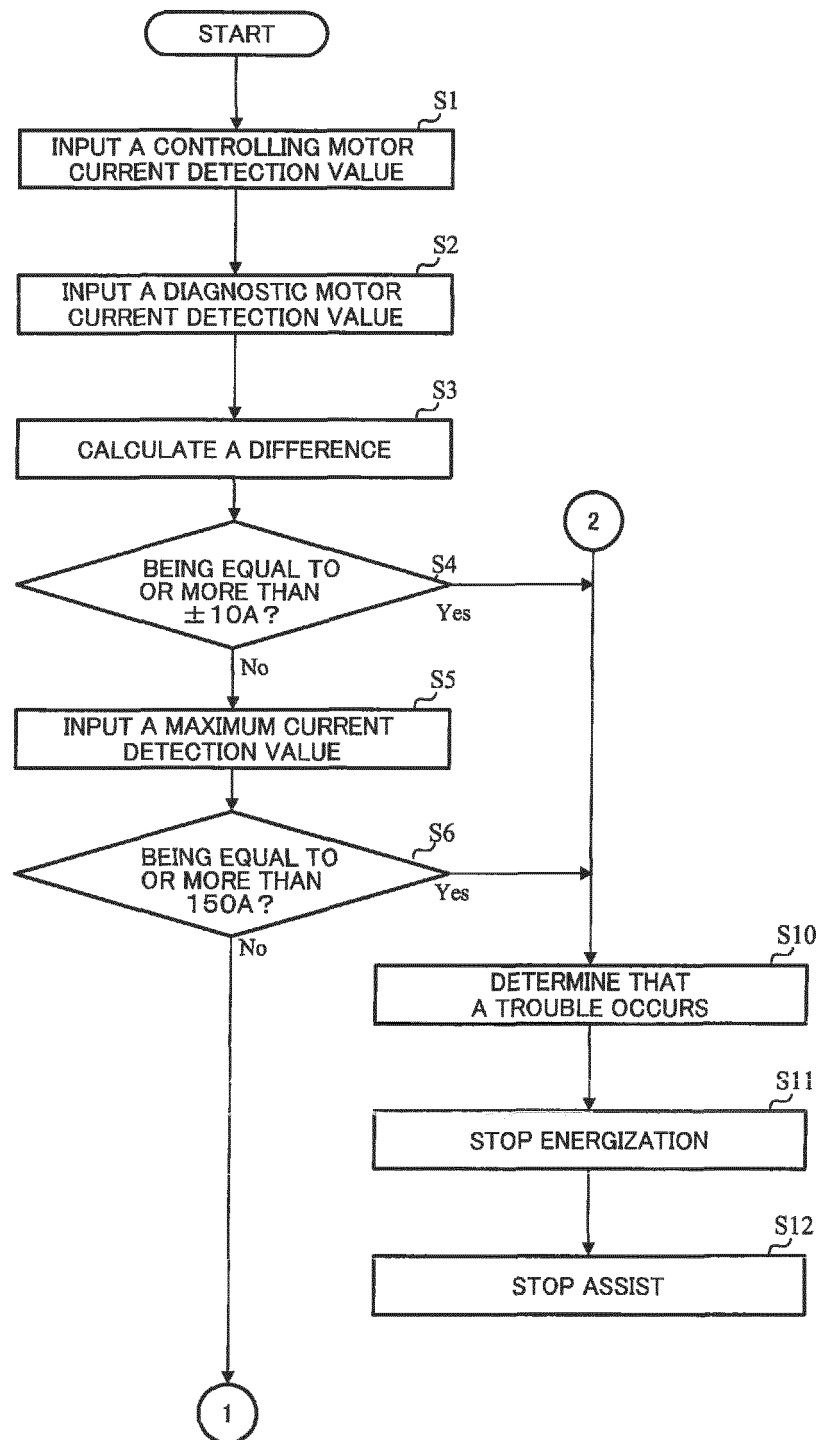 START
S1
INPUT A CONTROLLING MOTOR
CURRENT DETECTION VALUE
S2
INPUT A DIAGNOSTIC MOTOR
CURRENT DETECTION VALUE
S3
CALCULATE A DIFFERENCE
2
S4
BEING EQUAL TO
OR MORE THAN
±10A?
Yes
No
S5
INPUT A MAXIMUM CURRENT
DETECTION VALUE
S6
BEING EQUAL TO
OR MORE THAN
150A?
Yes
No
S10
DETERMINE THAT
A TROUBLE OCCURS
S11
STOP ENERGIZATION
S12
STOP ASSIST
1